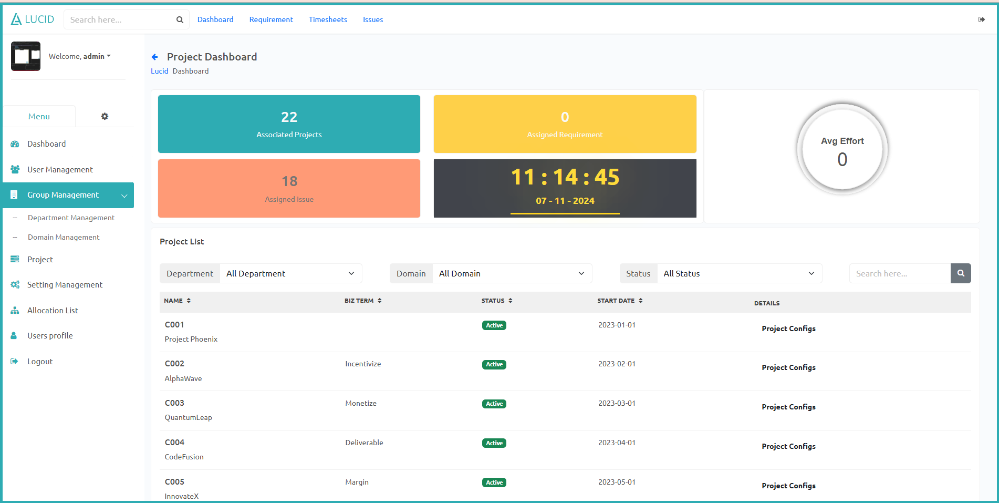 LUCID
Search here...
Dashboard
Requirement
Timesheets
Issues
Welcome, admin
Menu
Dashboard
User Management
Group Management
-- Department Management
-- Domain Management
Project
Setting Management
Allocation List
Users profile
Logout
Project Dashboard
Lucid Dashboard
22
Associated Projects
0
Assigned Requirement
18
Assigned Issue
11 : 14 : 45
07 - 11 - 2024
Avg Effort
0
Project List
Department All Department
Domain All Domain
Status All Status
Search here...
NAME BIZ TERM STATUS START DATE DETAILS
C001 Active 2023-01-01 Project Configs
Project Phoenix
C002 Incentivize Active 2023-02-01 Project Configs
AlphaWave
C003 Monetize Active 2023-03-01 Project Configs
QuantumLeap
C004 Deliverable Active 2023-04-01 Project Configs
CodeFusion
C005 Margin Active 2023-05-01 Project Configs
InnovateX